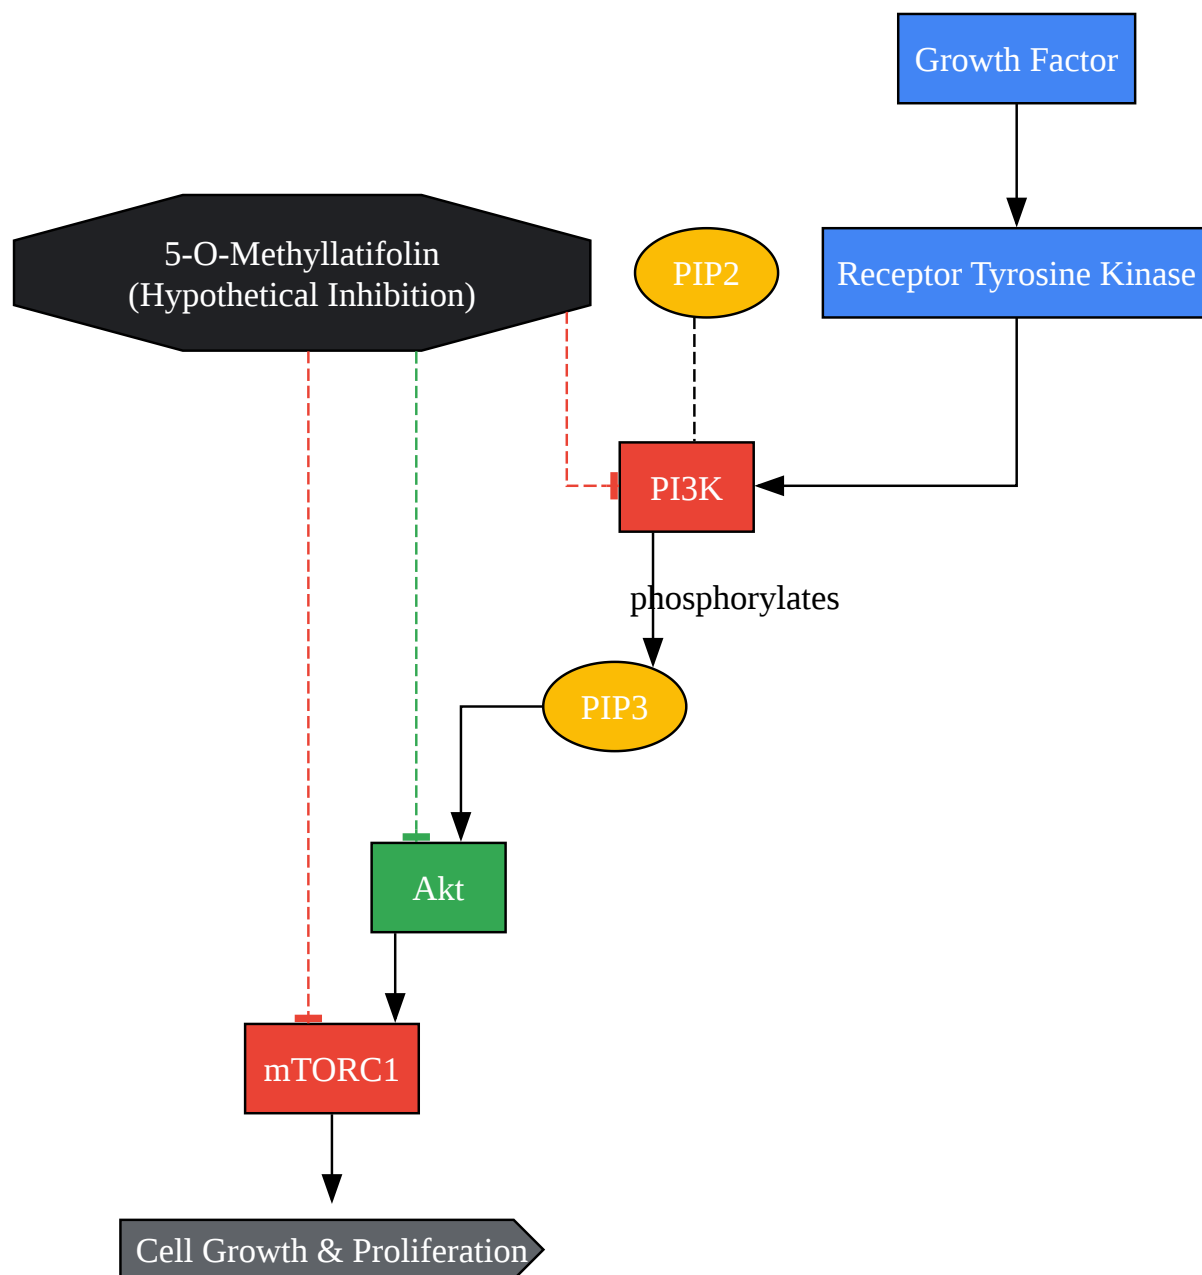 Growth Factor
5-O-Methyllatifolin
(Hypothetical Inhibition)
PIP2
Receptor Tyrosine Kinase
PI3K
phosphorylates
PIP3
Akt
mTORC1
Cell Growth & Proliferation